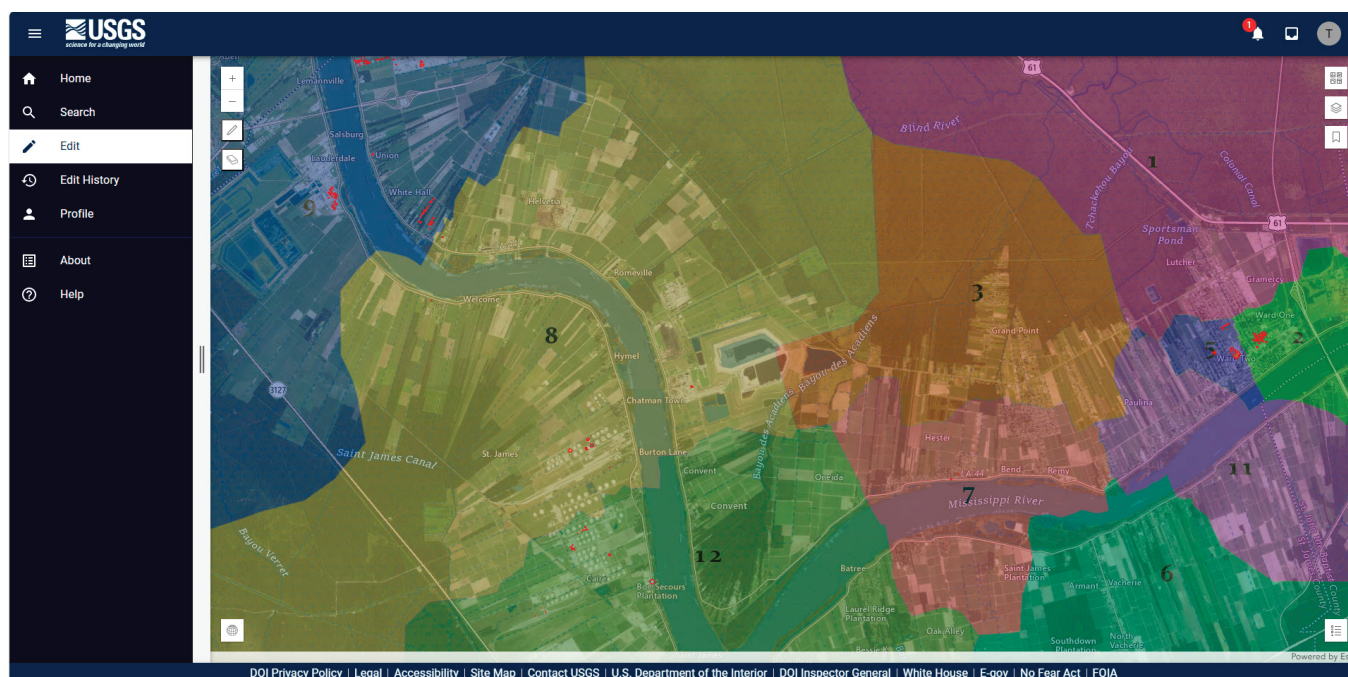 USGS
science for a changing world
1
T
Home
Search
Edit
Edit History
Profile
About
Help
+
−
Lemannville
Salsburg
Lauderdale
Union
White Hall
9
Helvetia
Romeville
Welcome
8
Hymel
Chatman Town
3127
Saint James Canal
St. James
Burton Lane
Bayou Verret
Bayou des Acadiens
Convent
Convent
Oneida
12
Bon Secours
Plantation
Batree
Laurel Ridge
Plantation
Oak Alley
61
Blind River
Tchackehou Bayou
1
Colonial Canal
61
Sportsman
Pond
Lutcher
Gramercy
3
Grand Point
Ward One
2
5
Ward Two
Bayou des Acadiens
Paulina
Hester
LA 44
Bend
Remy
7
Mississippi River
11
Saint James
Plantation
Armant
Vacherie
6
Southdown
Plantation
North
Vacherie
Powered by Es
DOI Privacy Policy | Legal | Accessibility | Site Map | Contact USGS | U.S. Department of the Interior | DOI Inspector General | White House | E-gov | No Fear Act | FOIA